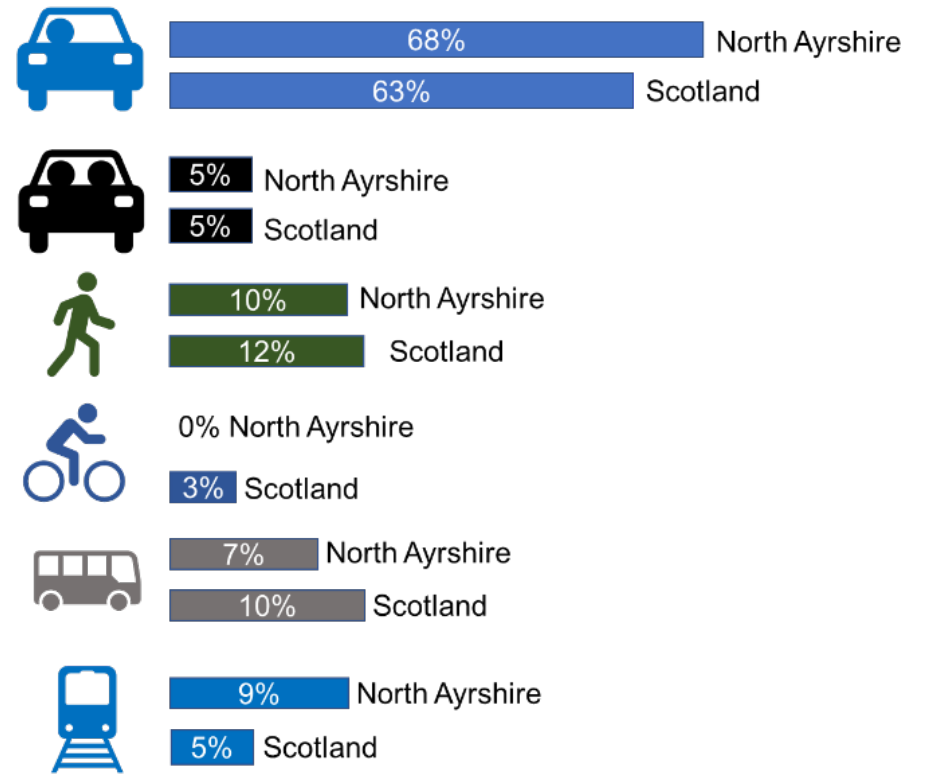 68% North Ayrshire
63% Scotland
5% North Ayrshire
5% Scotland
10% North Ayrshire
12% Scotland
0% North Ayrshire
3% Scotland
7% North Ayrshire
10% Scotland
9% North Ayrshire
5% Scotland